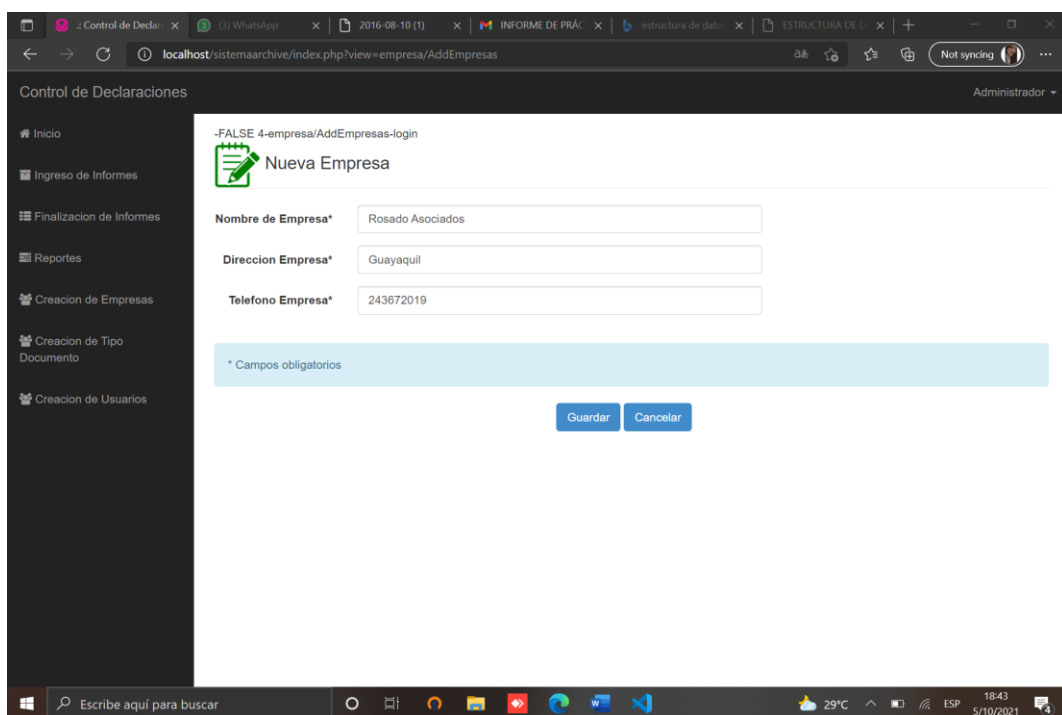 .: Control de Declar
(3) WhatsApp
2016-08-10 (1)
INFORME DE PRÁC
estructura de datos
ESTRUCTURA DE D
localhost/sistemaarchive/index.php?view=empresa/AddEmpresas
Not syncing
Control de Declaraciones
Administrador
Inicio
Ingreso de Informes
Finalizacion de Informes
Reportes
Creacion de Empresas
Creacion de Tipo
Documento
Creacion de Usuarios
-FALSE 4-empresa/AddEmpresas-login
Nueva Empresa
Nombre de Empresa*
Rosado Asociados
Direccion Empresa*
Guayaquil
Telefono Empresa*
243672019
* Campos obligatorios
Guardar
Cancelar
Escribe aquí para buscar
29°C
ESP
18:43
5/10/2021
4